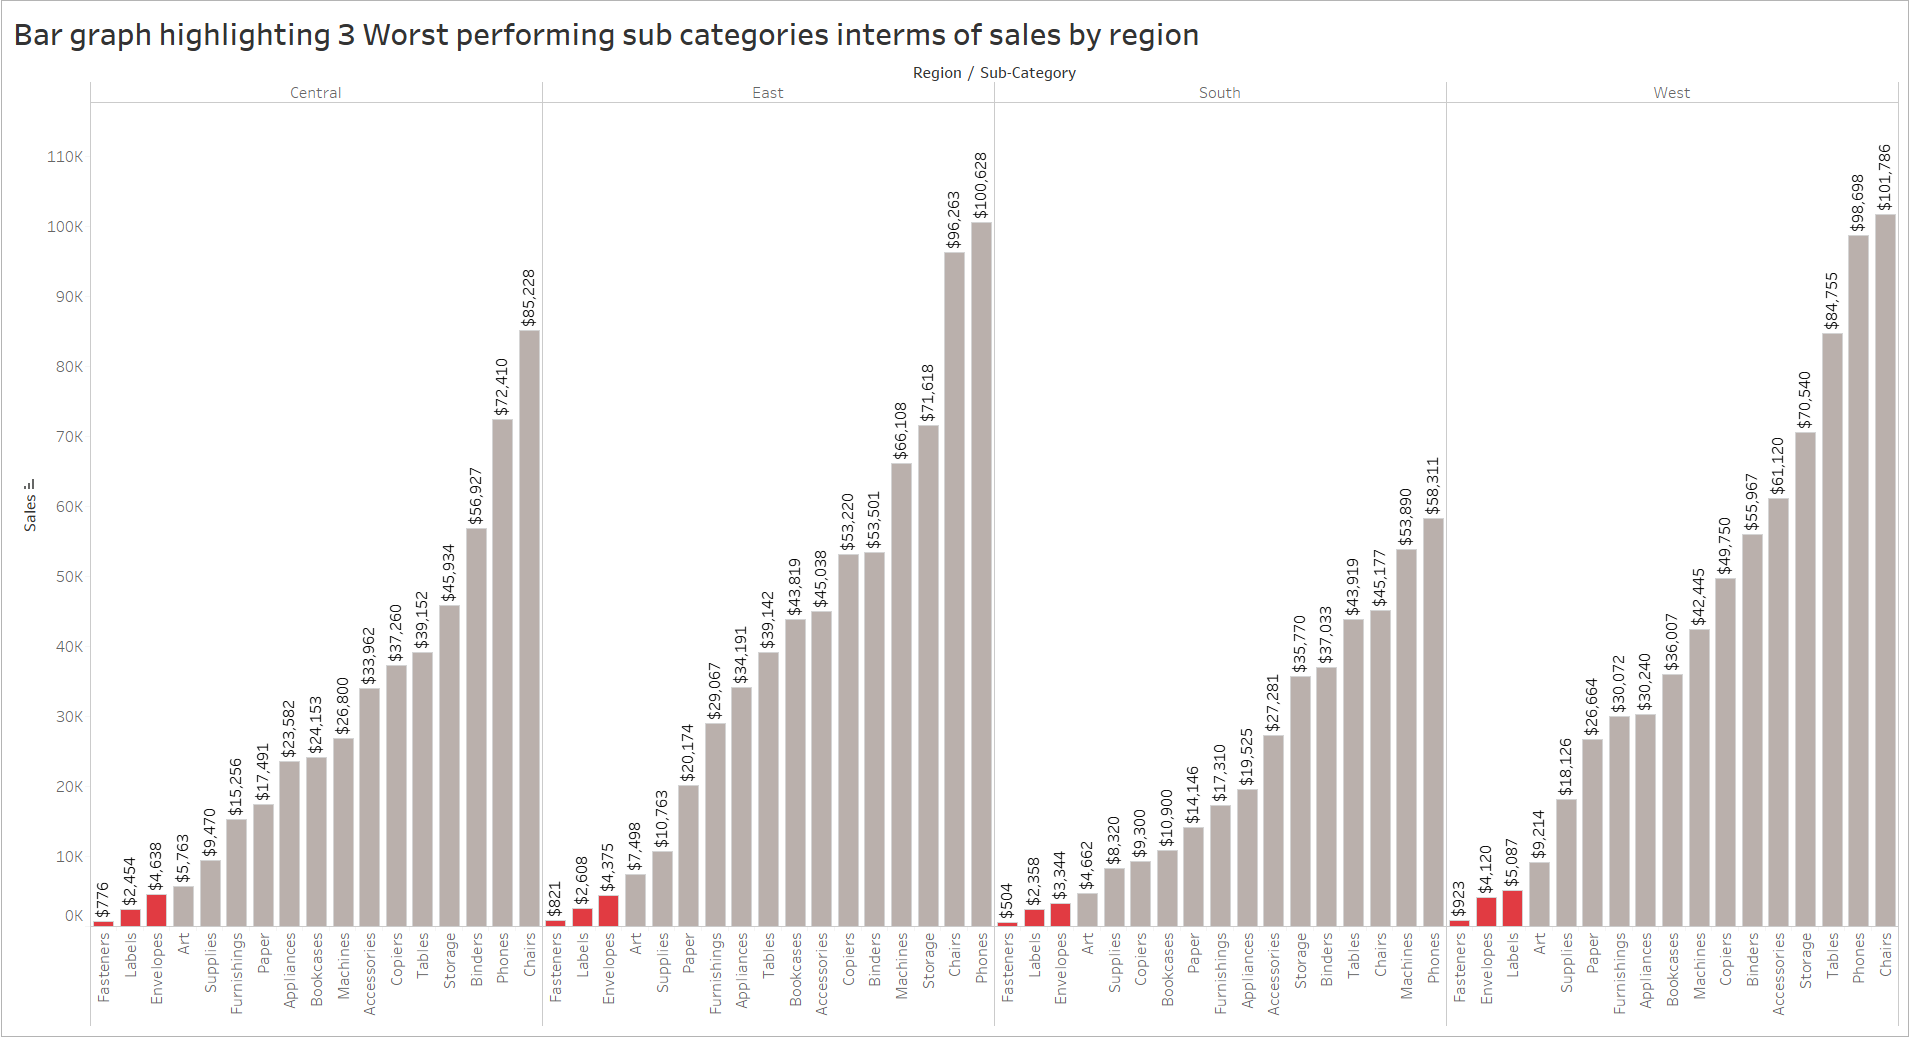 Bar graph highlighting 3 Worst performing sub categories interms of sales by region
Region / Sub-Category
Central East South West
110K
100K
90K
80K
70K
60K
50K
40K
30K
20K
10K
0K
Sales
$776 $2,454 $4,638 $5,763 $9,470 $15,256 $17,491 $23,582 $24,153 $26,800 $33,962 $37,260 $39,152 $45,934 $56,927 $72,410 $85,228
$821 $2,608 $4,375 $7,498 $10,763 $20,174 $29,067 $34,191 $39,142 $43,819 $45,038 $53,220 $53,501 $66,108 $71,618 $96,263 $100,628
$504 $2,358 $3,344 $4,662 $8,320 $9,300 $10,900 $14,146 $17,310 $19,525 $27,281 $35,770 $37,033 $43,919 $45,177 $53,890 $58,311
$923 $4,120 $5,087 $9,214 $18,126 $26,664 $30,072 $30,240 $36,007 $42,445 $49,750 $55,967 $61,120 $70,540 $84,755 $98,698 $101,786
Fasteners Labels Envelopes Art Supplies Furnishings Paper Appliances Bookcases Machines Accessories Copiers Tables Storage Binders Phones Chairs
Fasteners Labels Envelopes Art Supplies Paper Furnishings Appliances Tables Bookcases Accessories Copiers Binders Machines Storage Chairs Phones
Fasteners Labels Envelopes Art Supplies Copiers Bookcases Paper Furnishings Appliances Accessories Storage Binders Tables Chairs Machines Phones
Fasteners Envelopes Labels Art Supplies Paper Furnishings Appliances Bookcases Machines Copiers Binders Accessories Storage Tables Phones Chairs